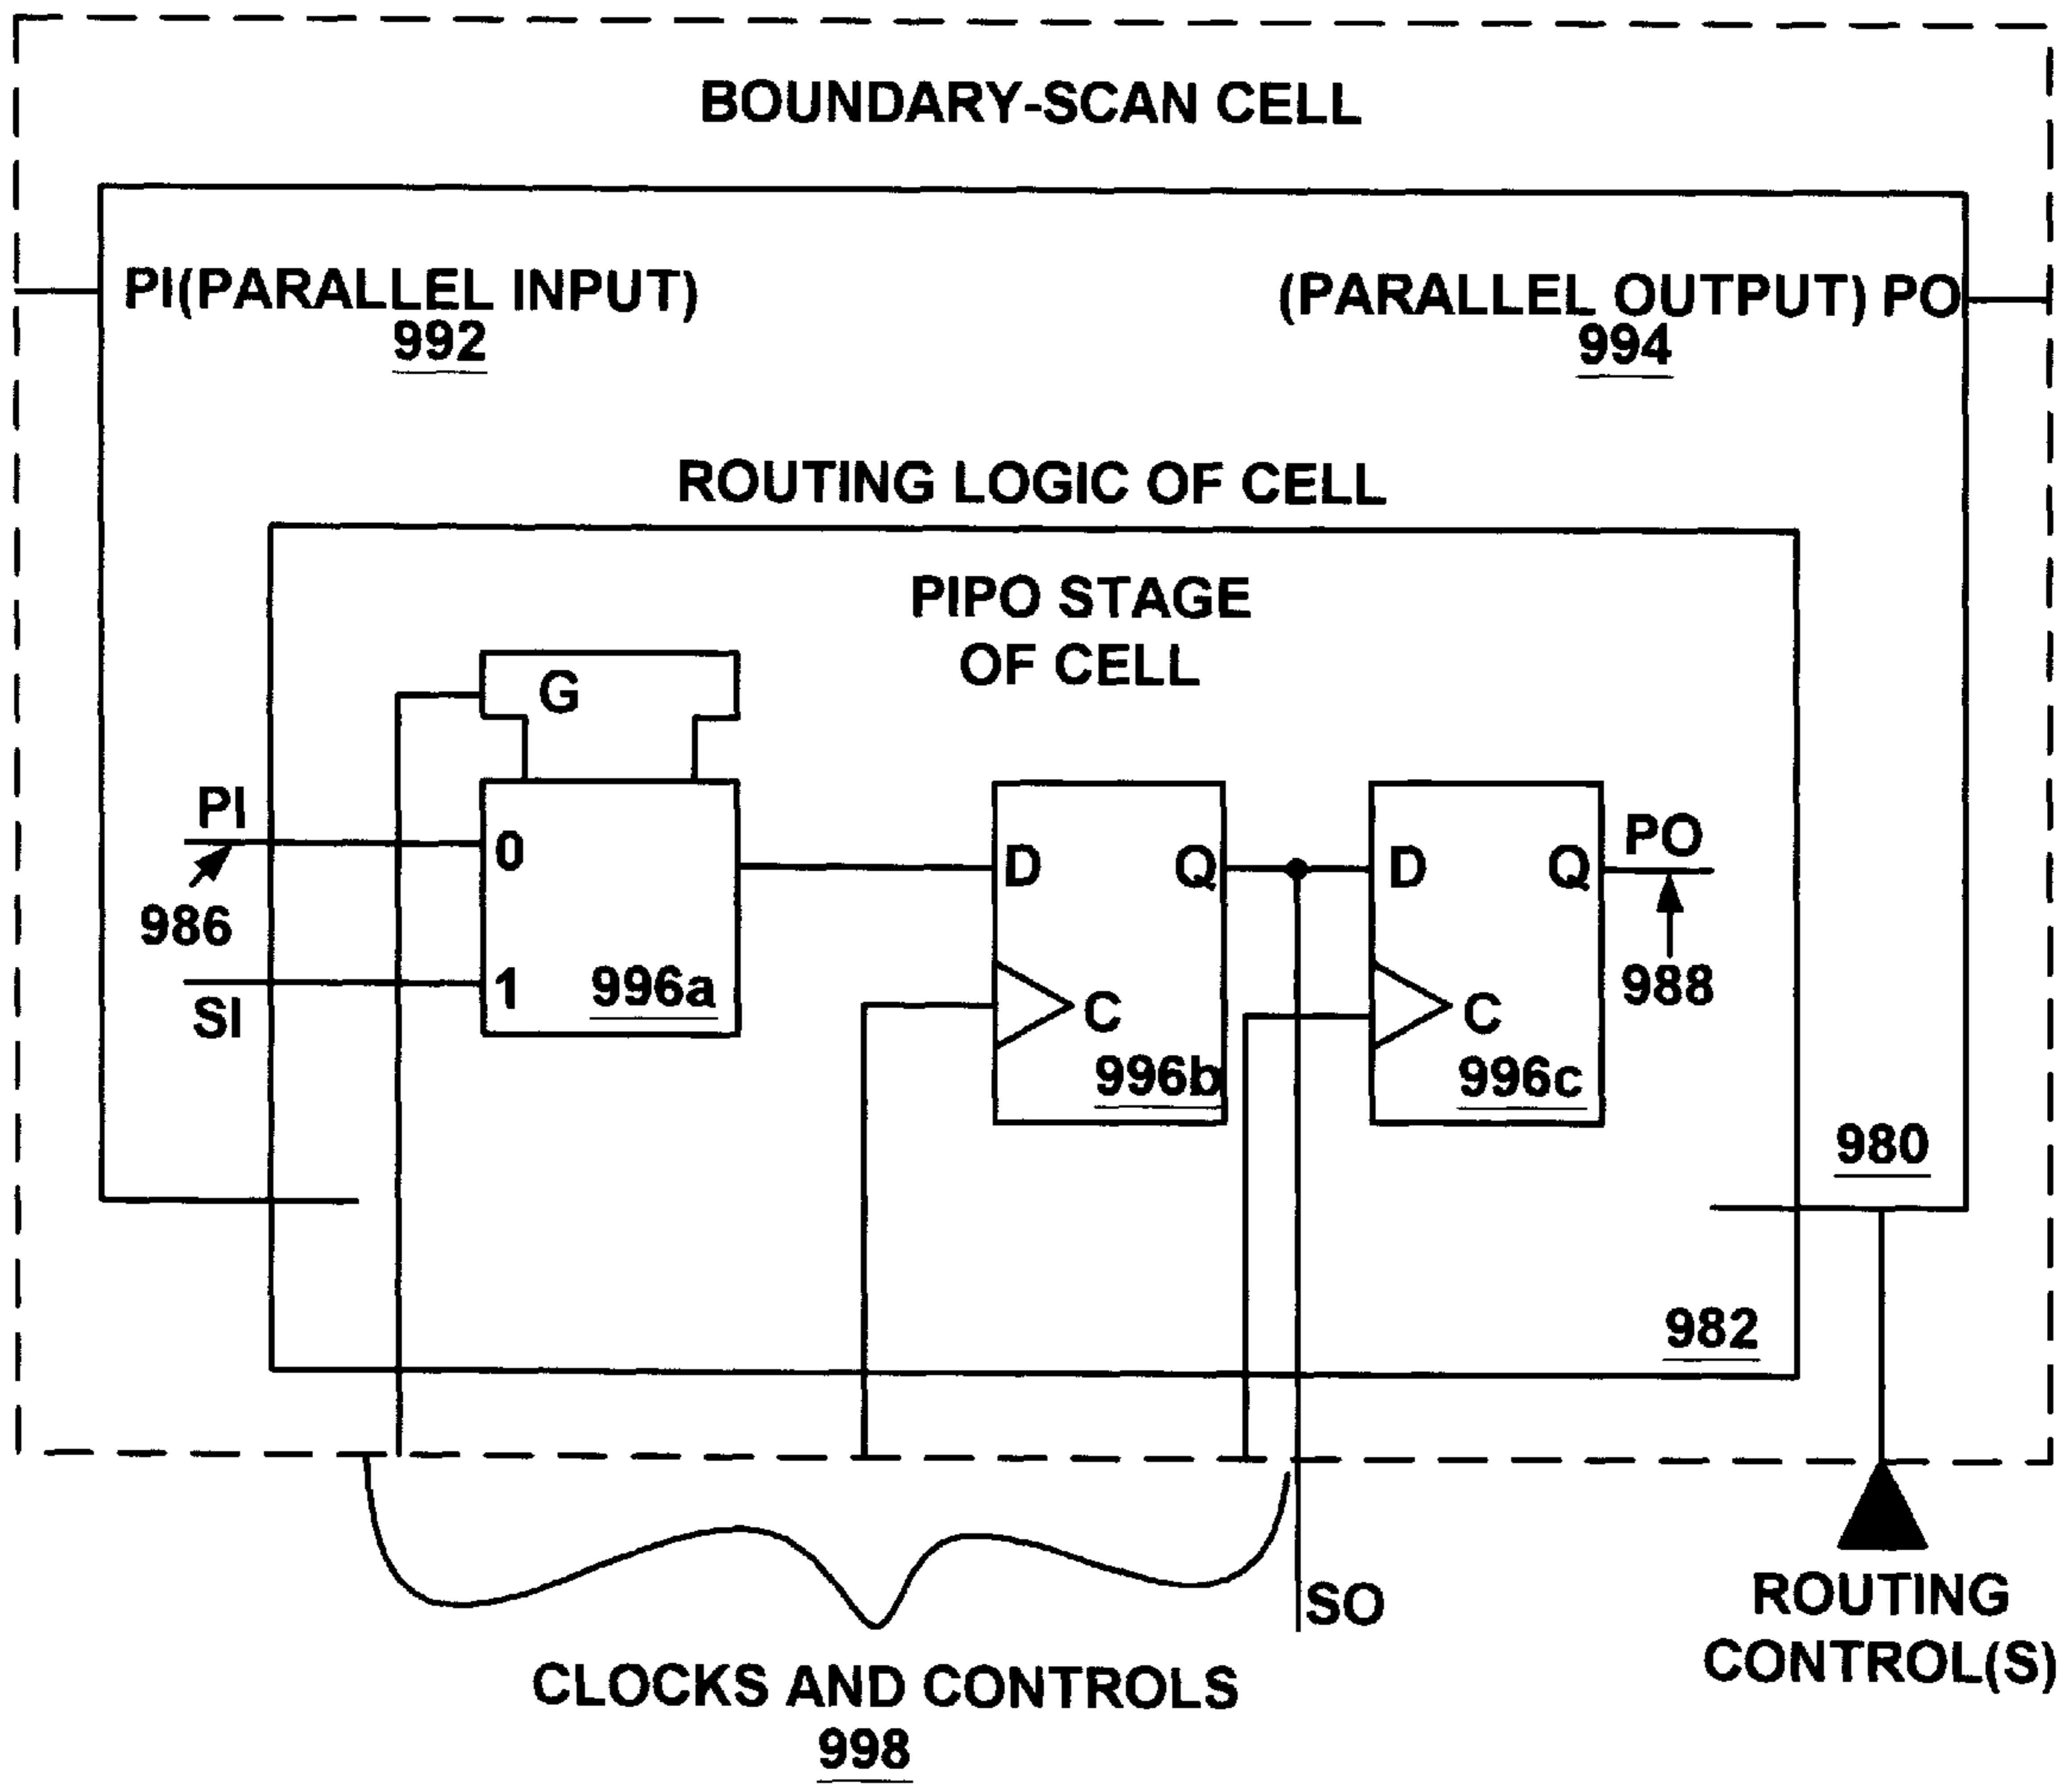 BOUNDARY-SCAN CELL
PI(PARALLEL INPUT)
992
(PARALLEL OUTPUT) PO
994
ROUTING LOGIC OF CELL
PIPO STAGE
OF CELL
G
PI
0
986
SI
1
996a
D
Q
C
996b
D
Q
C
996c
PO
988
980
982
SO
CLOCKS AND CONTROLS
998
ROUTING
CONTROL(S)